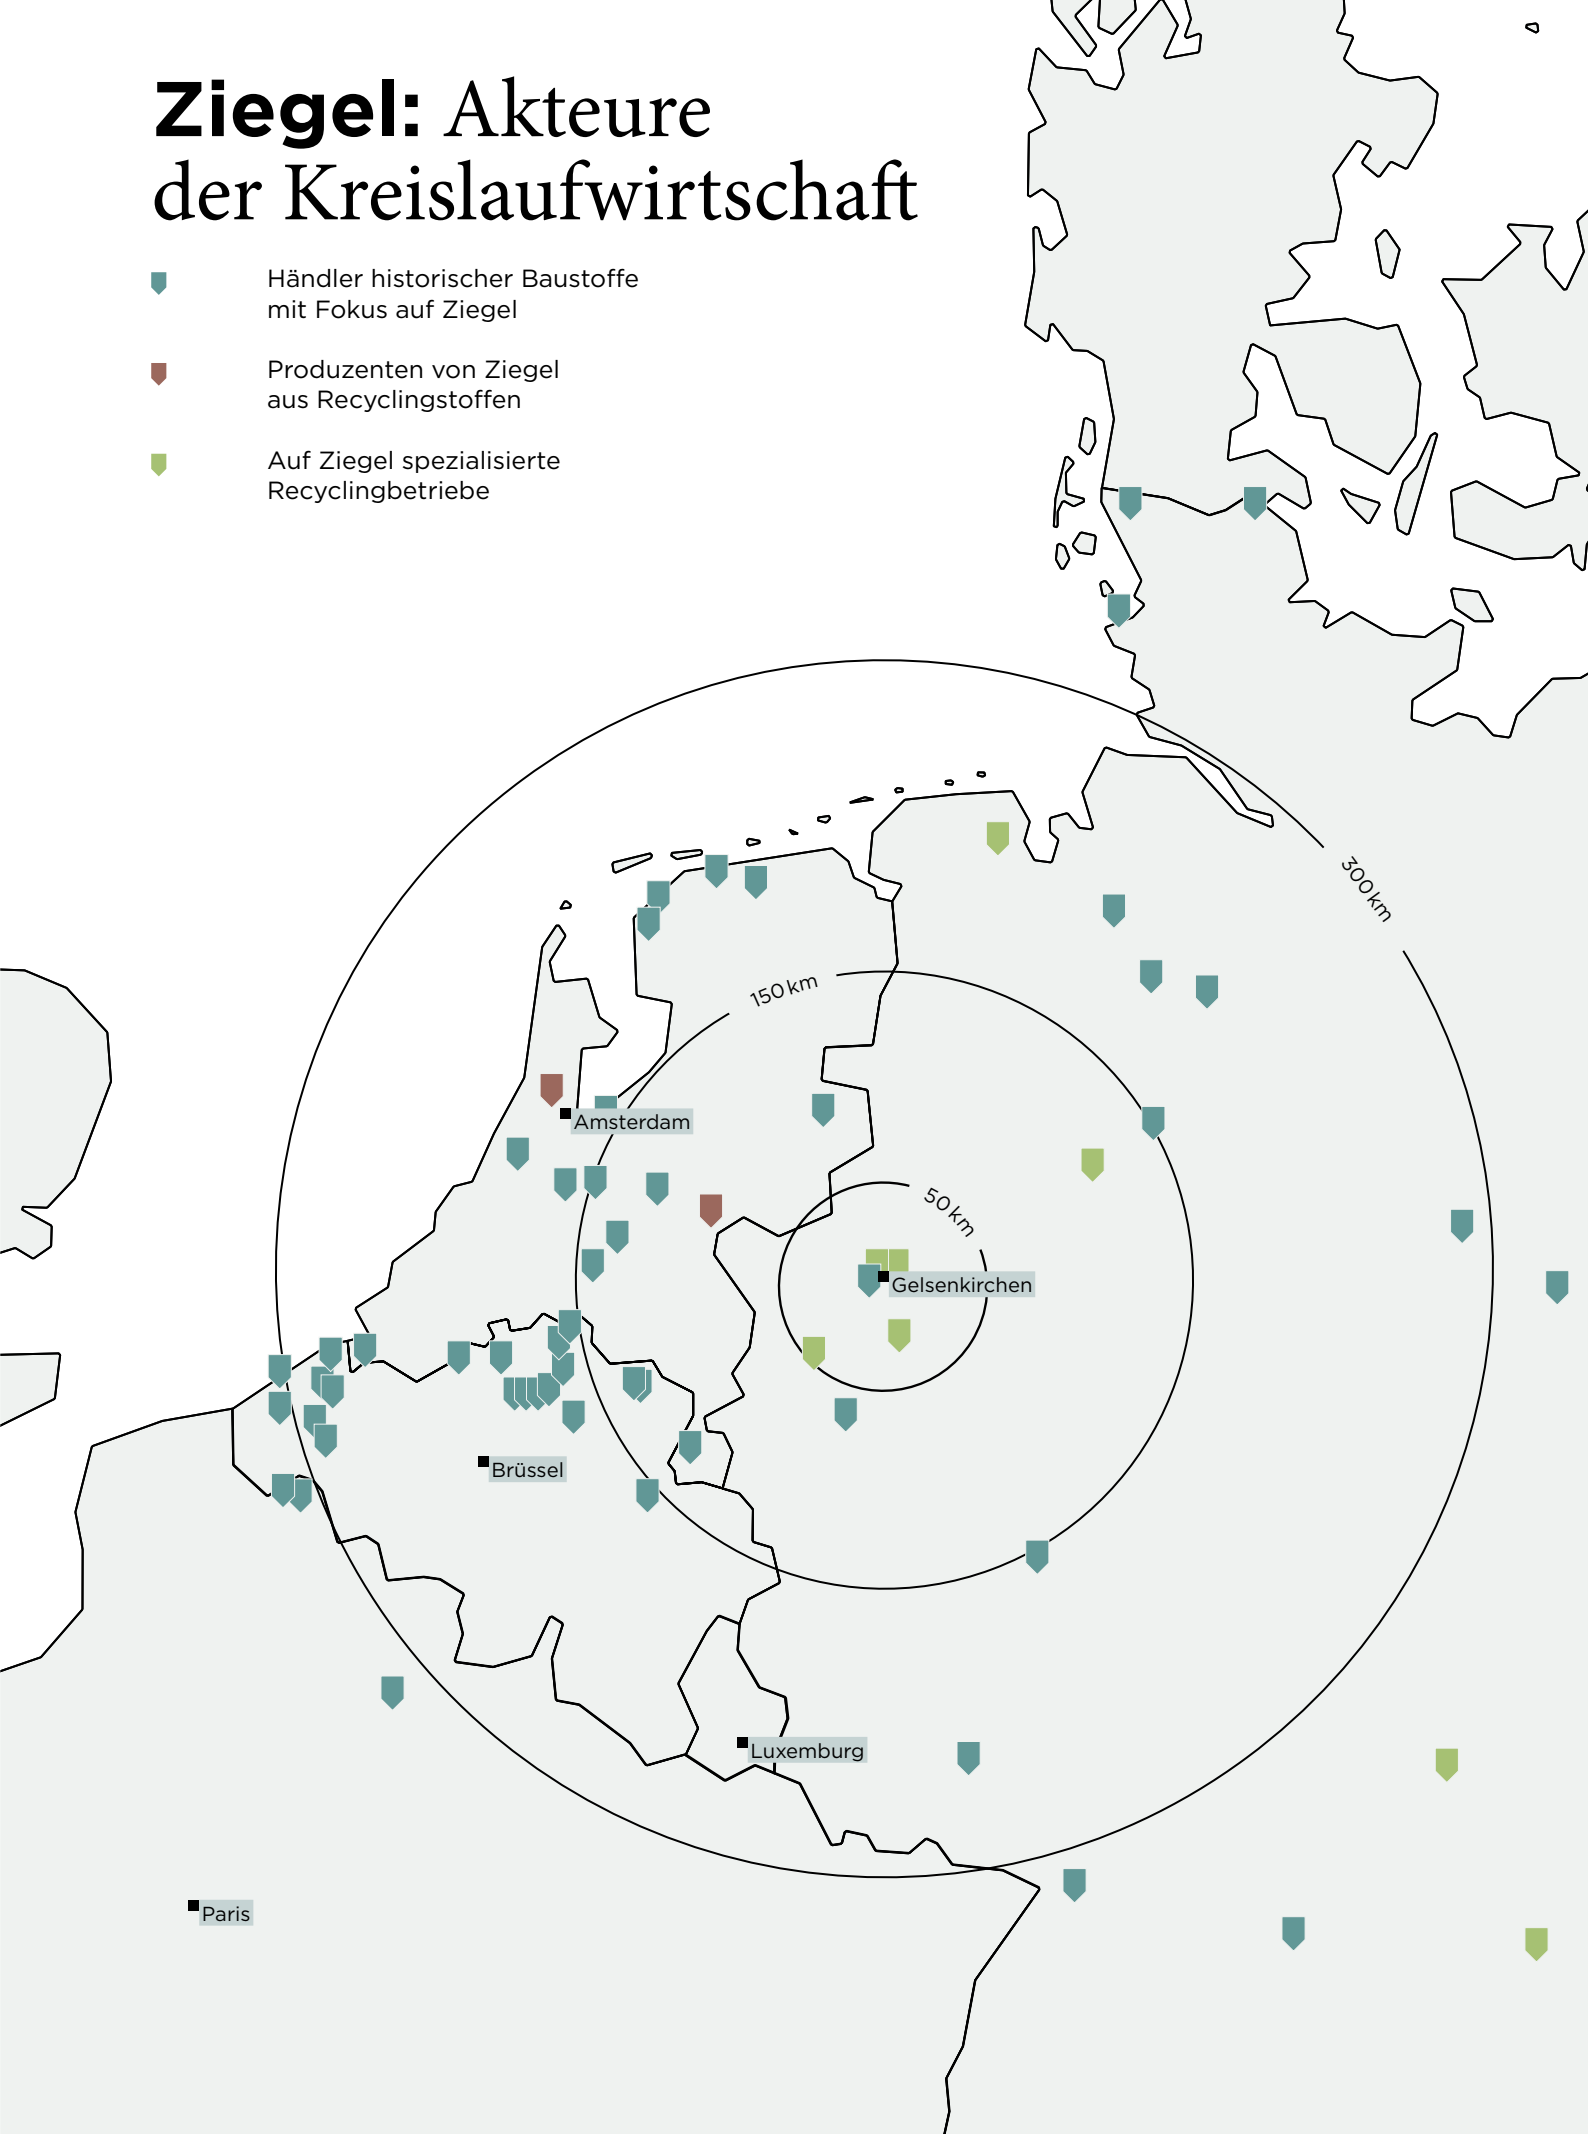 Ziegel: Akteure
der Kreislaufwirtschaft
Händler historischer Baustoffe
mit Fokus auf Ziegel
Produzenten von Ziegel
aus Recyclingstoffen
Auf Ziegel spezialisierte
Recyclingbetriebe
300 km
150 km
Amsterdam
50 km
Gelsenkirchen
Brüssel
Luxemburg
Paris